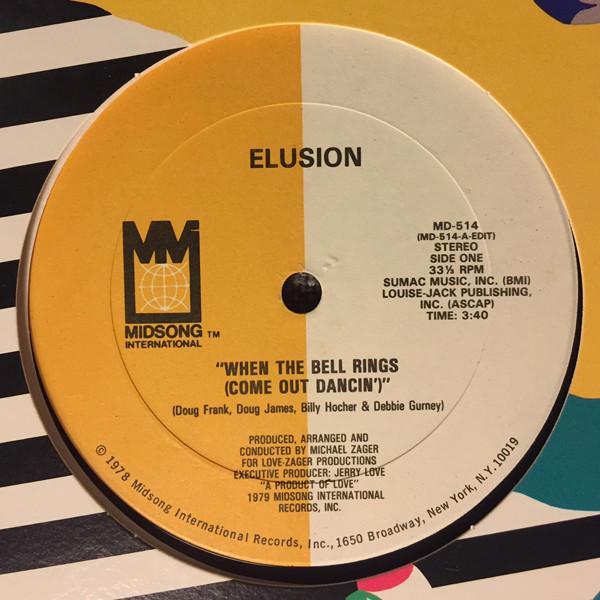 ELUSION
MM
MIDSONG TM
INTERNATIONAL
MD-514
(MD-514-A-EDIT)
STEREO
SIDE ONE
33⅓ RPM
SUMAC MUSIC, INC. (BMI)
LOUISE-JACK PUBLISHING,
INC. (ASCAP)
TIME: 3:40
"WHEN THE BELL RINGS
(COME OUT DANCIN')"
(Doug Frank, Doug James, Billy Hocher & Debbie Gurney)
PRODUCED, ARRANGED AND
CONDUCTED BY MICHAEL ZAGER
FOR LOVE-ZAGER PRODUCTIONS
EXECUTIVE PRODUCER: JERRY LOVE
"A PRODUCT OF LOVE"
1979 MIDSONG INTERNATIONAL
RECORDS, INC.
© 1978 Midsong International Records, Inc., 1650 Broadway, New York, N.Y. 10019